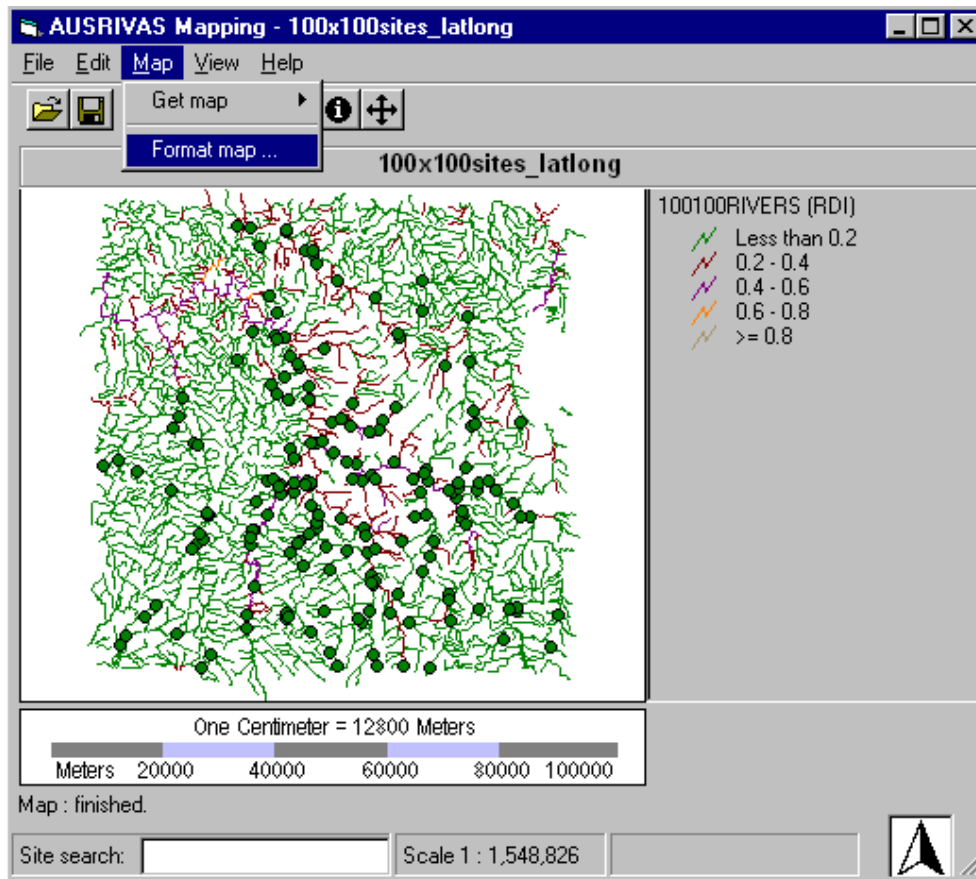 AUSRIVAS Mapping - 100x100sites_latlong
File Edit Map View Help
Get map
Format map ...
100x100sites_latlong
100100RIVERS (RDI)
Less than 0.2
0.2 - 0.4
0.4 - 0.6
0.6 - 0.8
>= 0.8
One Centimeter = 12800 Meters
Meters 20000 40000 60000 80000 100000
Map : finished.
Site search: Scale 1 : 1,548,826